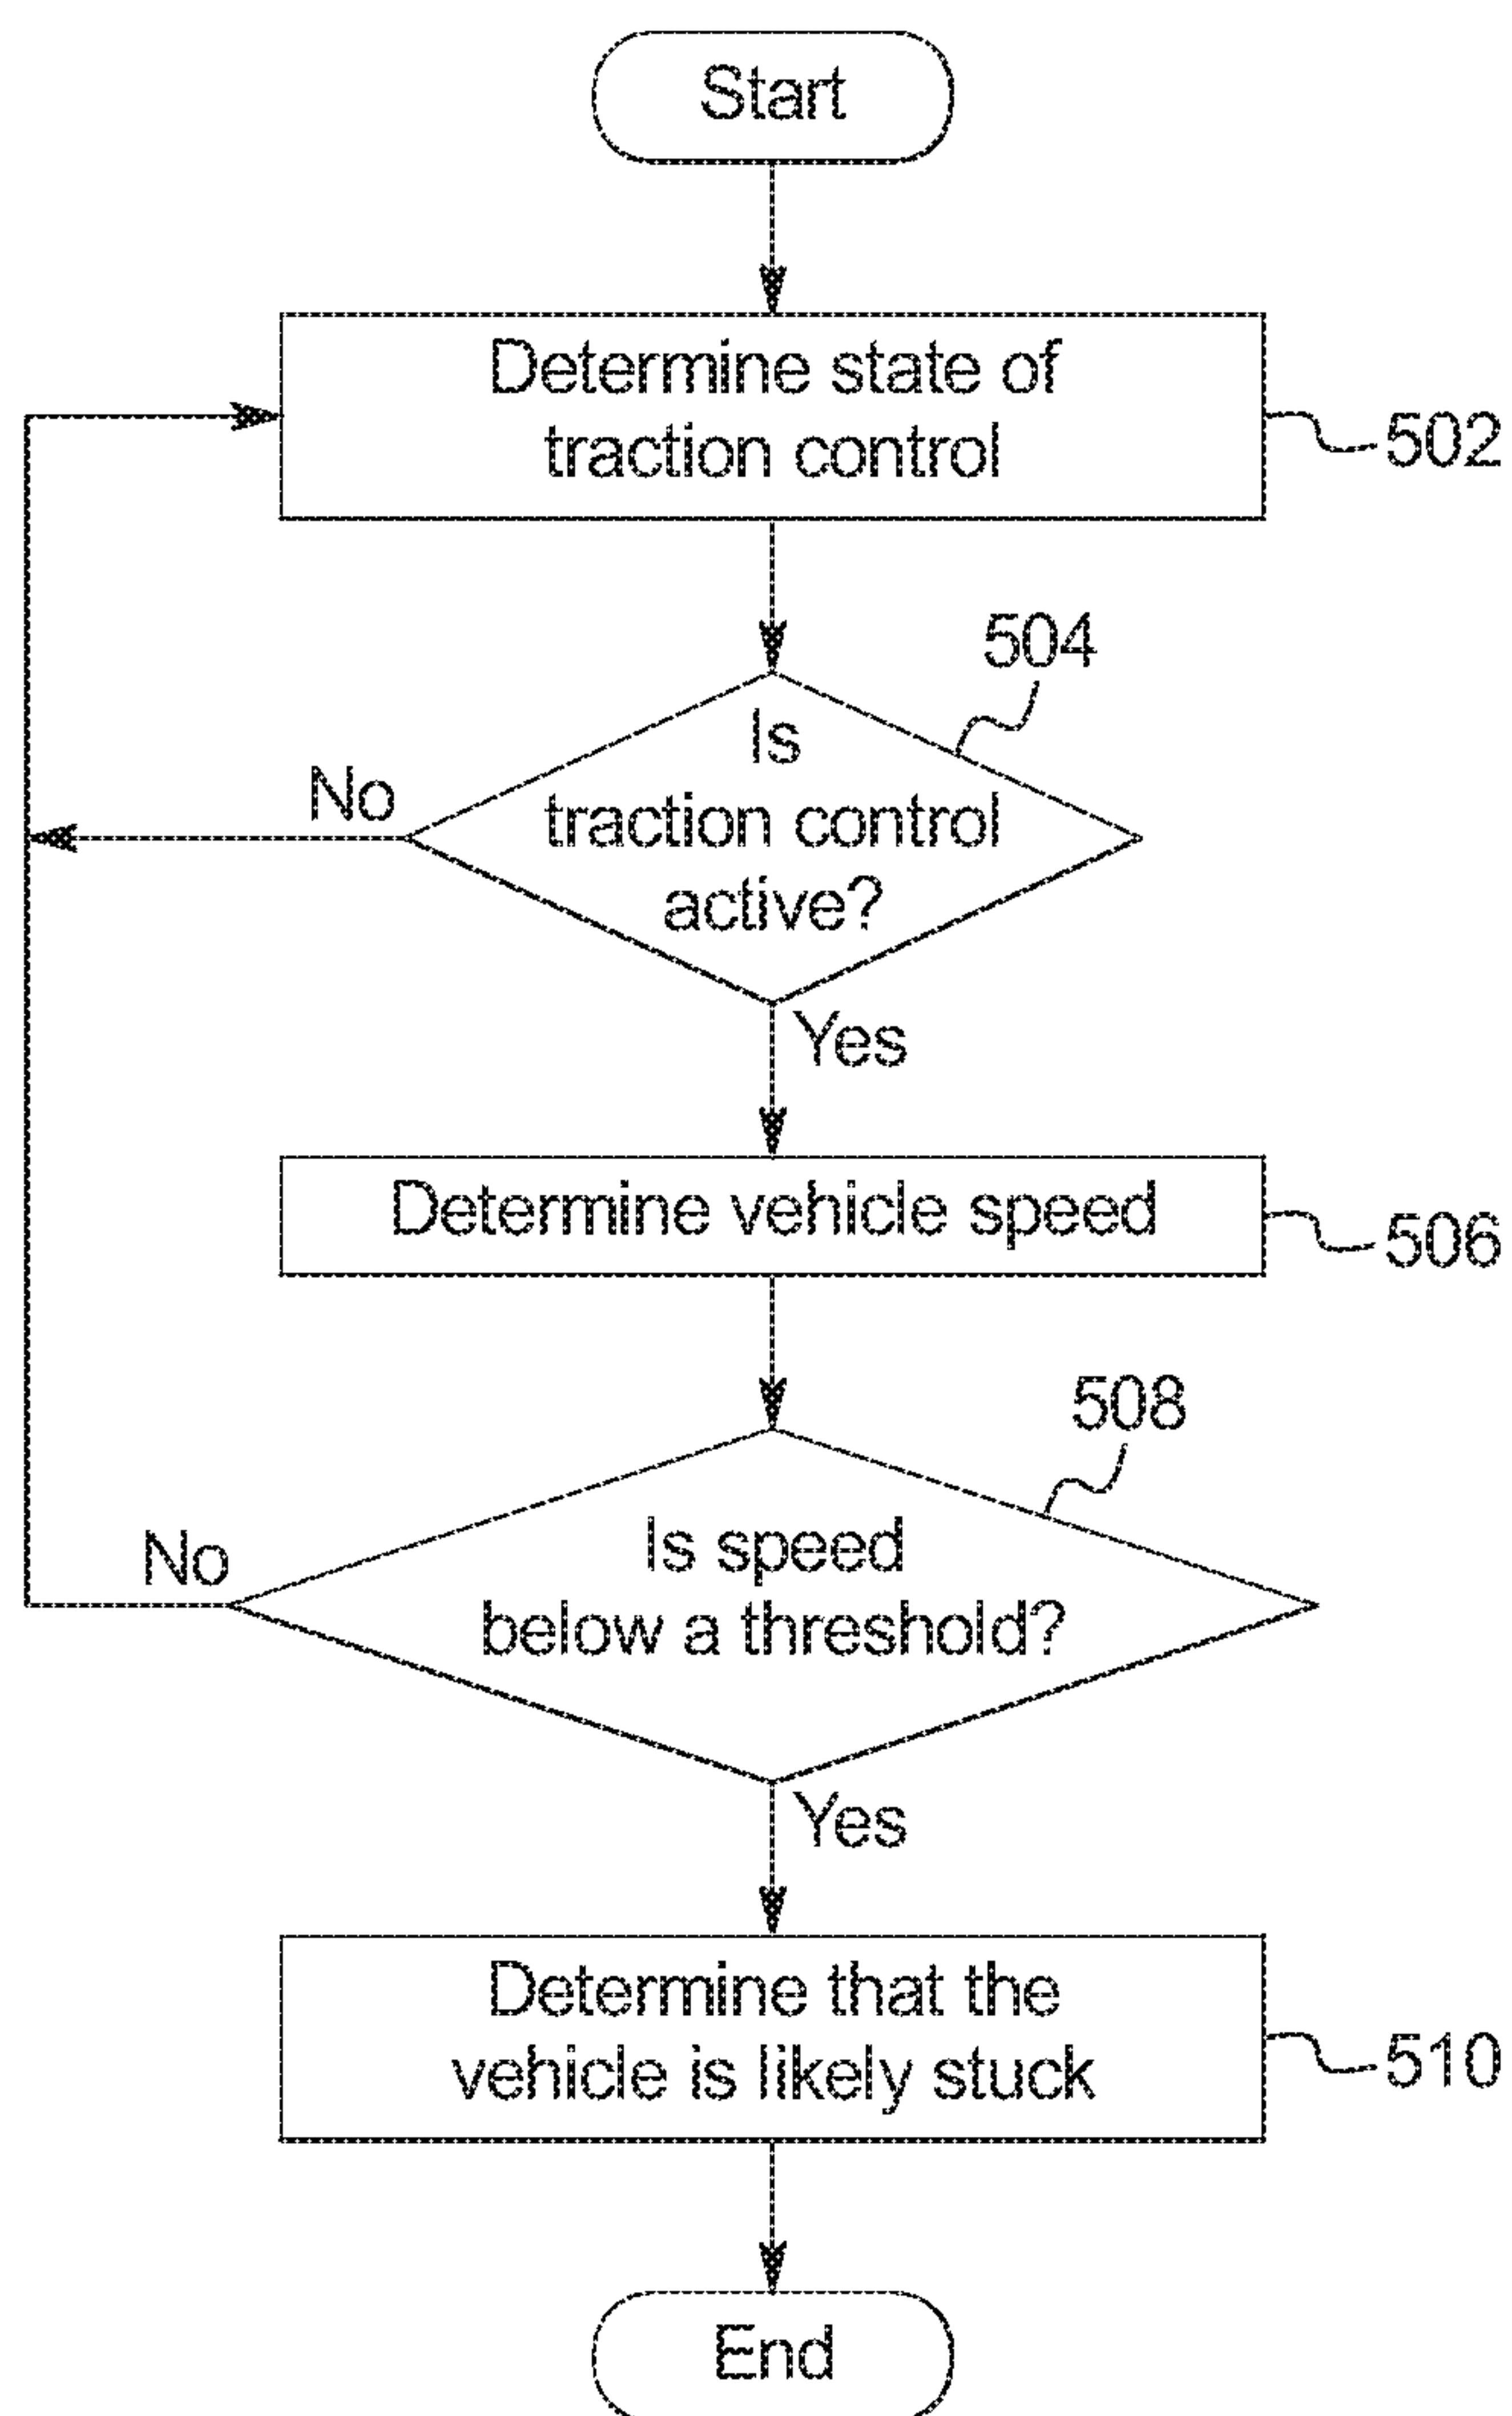 Start
Determine state of
traction control
502
504
Is
traction control
active?
No
Yes
Determine vehicle speed
506
508
Is speed
below a threshold?
No
Yes
Determine that the
vehicle is likely stuck
510
End